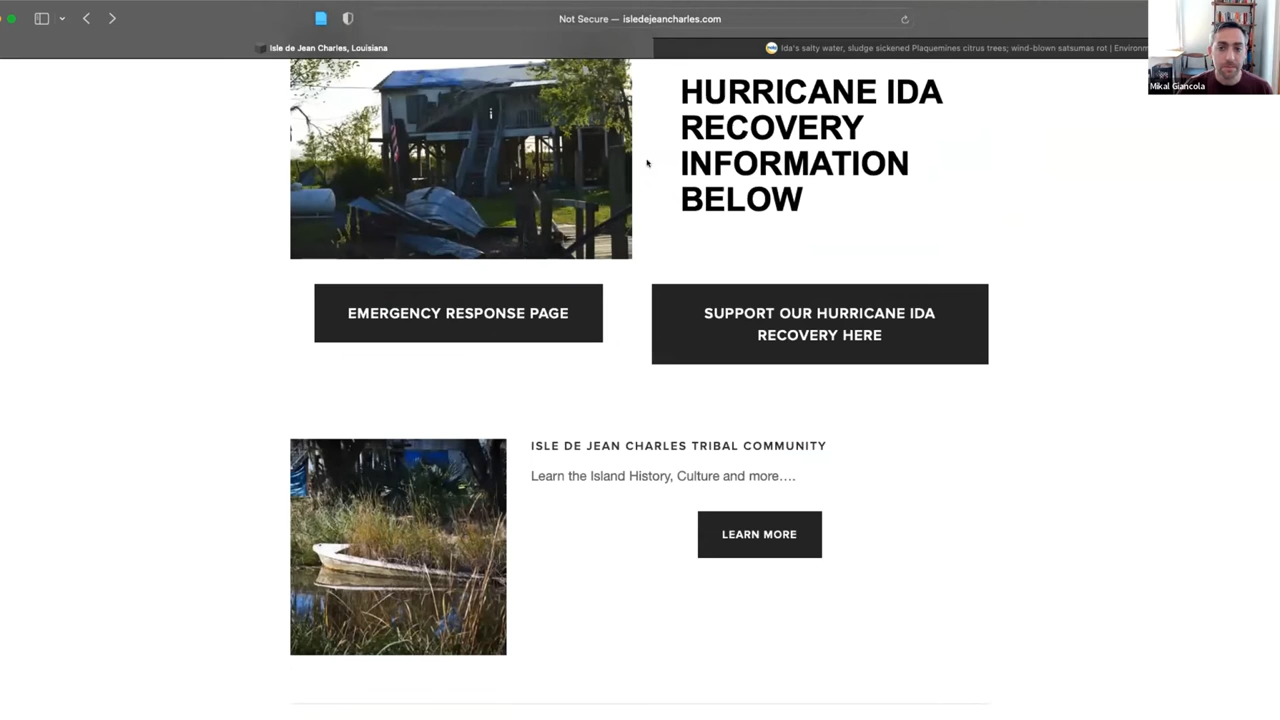 Not Secure — isledejeancharles.com
Isle de Jean Charles, Louisiana
Ida's salty water, sludge sickened Plaquemines citrus trees; wind-blown satsumas rot | Environm
Mikal Giancola
HURRICANE IDA
RECOVERY
INFORMATION
BELOW
EMERGENCY RESPONSE PAGE
SUPPORT OUR HURRICANE IDA
RECOVERY HERE
ISLE DE JEAN CHARLES TRIBAL COMMUNITY
Learn the Island History, Culture and more....
LEARN MORE